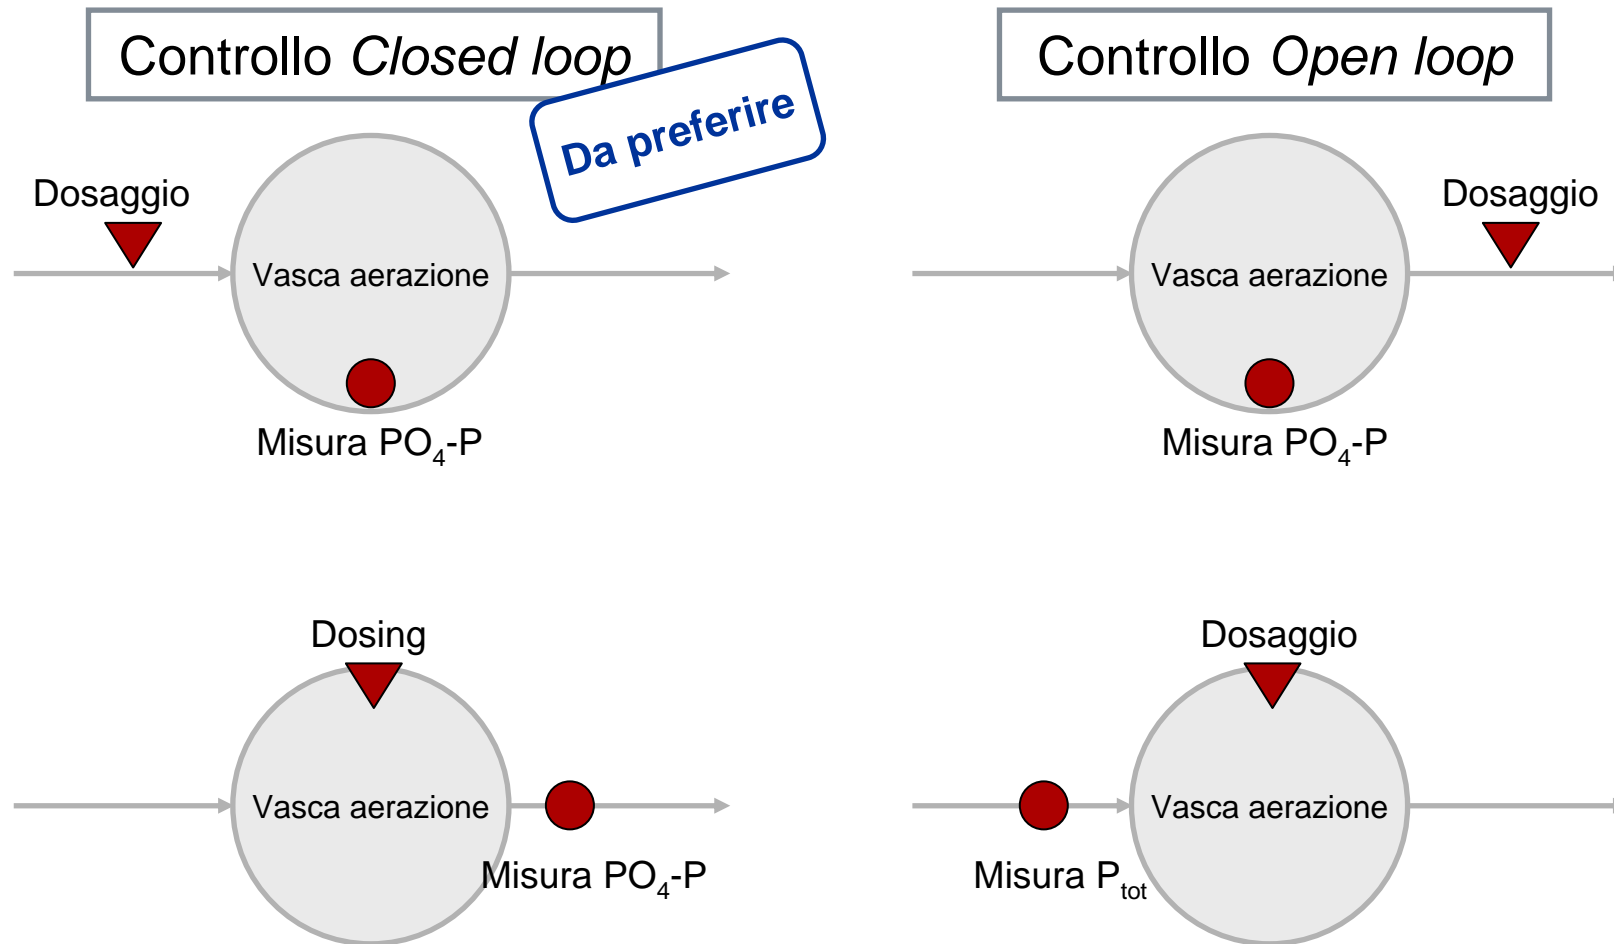 Controllo Closed loop
Da preferire
Dosaggio
Vasca aerazione
Misura PO₄-P
Dosing
Vasca aerazione
Misura PO₄-P
Controllo Open loop
Dosaggio
Vasca aerazione
Misura PO₄-P
Dosaggio
Vasca aerazione
Misura Ptot